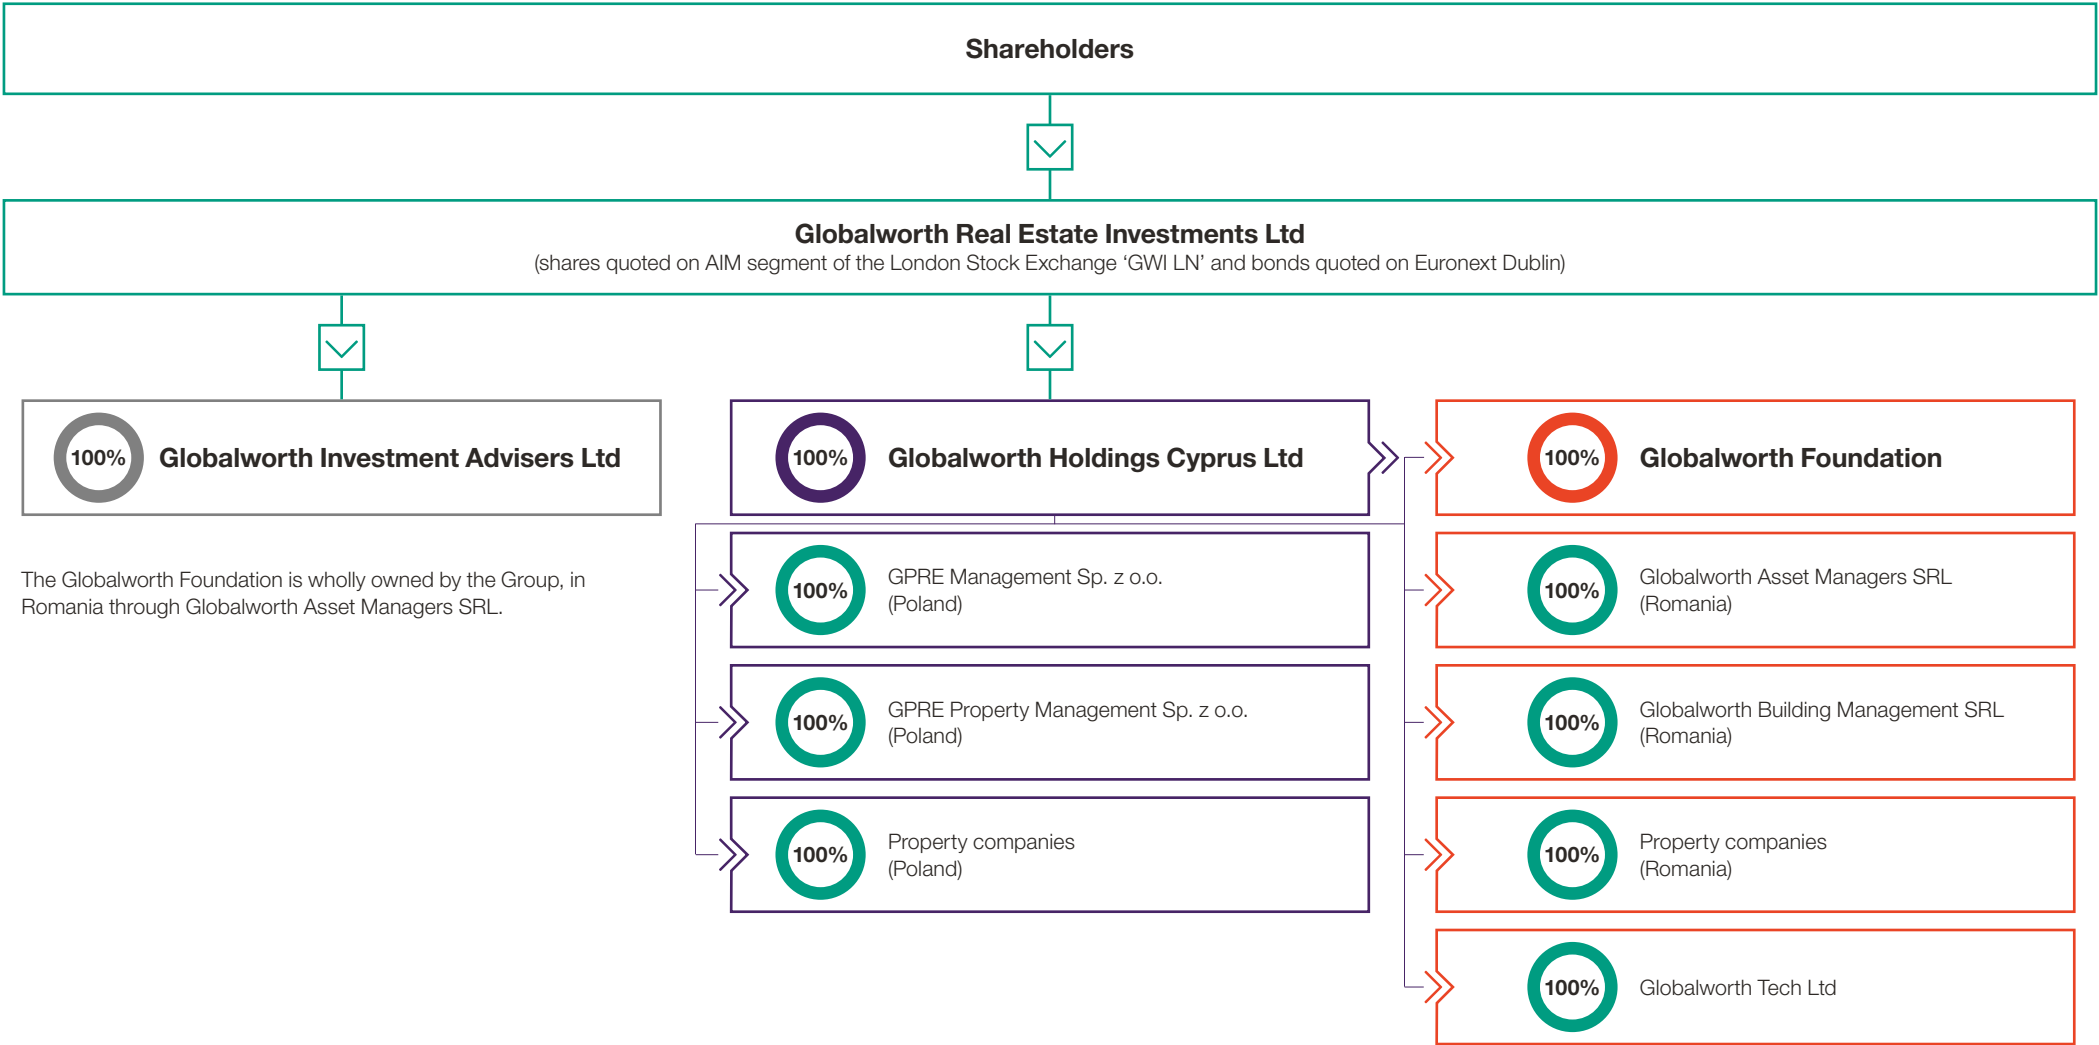 Shareholders
Globalworth Real Estate Investments Ltd
(shares quoted on AIM segment of the London Stock Exchange ‘GWI LN’ and bonds quoted on Euronext Dublin)
100%
Globalworth Investment Advisers Ltd
The Globalworth Foundation is wholly owned by the Group, in
Romania through Globalworth Asset Managers SRL.
100%
Globalworth Holdings Cyprus Ltd
100%
GPRE Management Sp. z o.o.
(Poland)
100%
GPRE Property Management Sp. z o.o.
(Poland)
100%
Property companies
(Poland)
100%
Globalworth Foundation
100%
Globalworth Asset Managers SRL
(Romania)
100%
Globalworth Building Management SRL
(Romania)
100%
Property companies
(Romania)
100%
Globalworth Tech Ltd